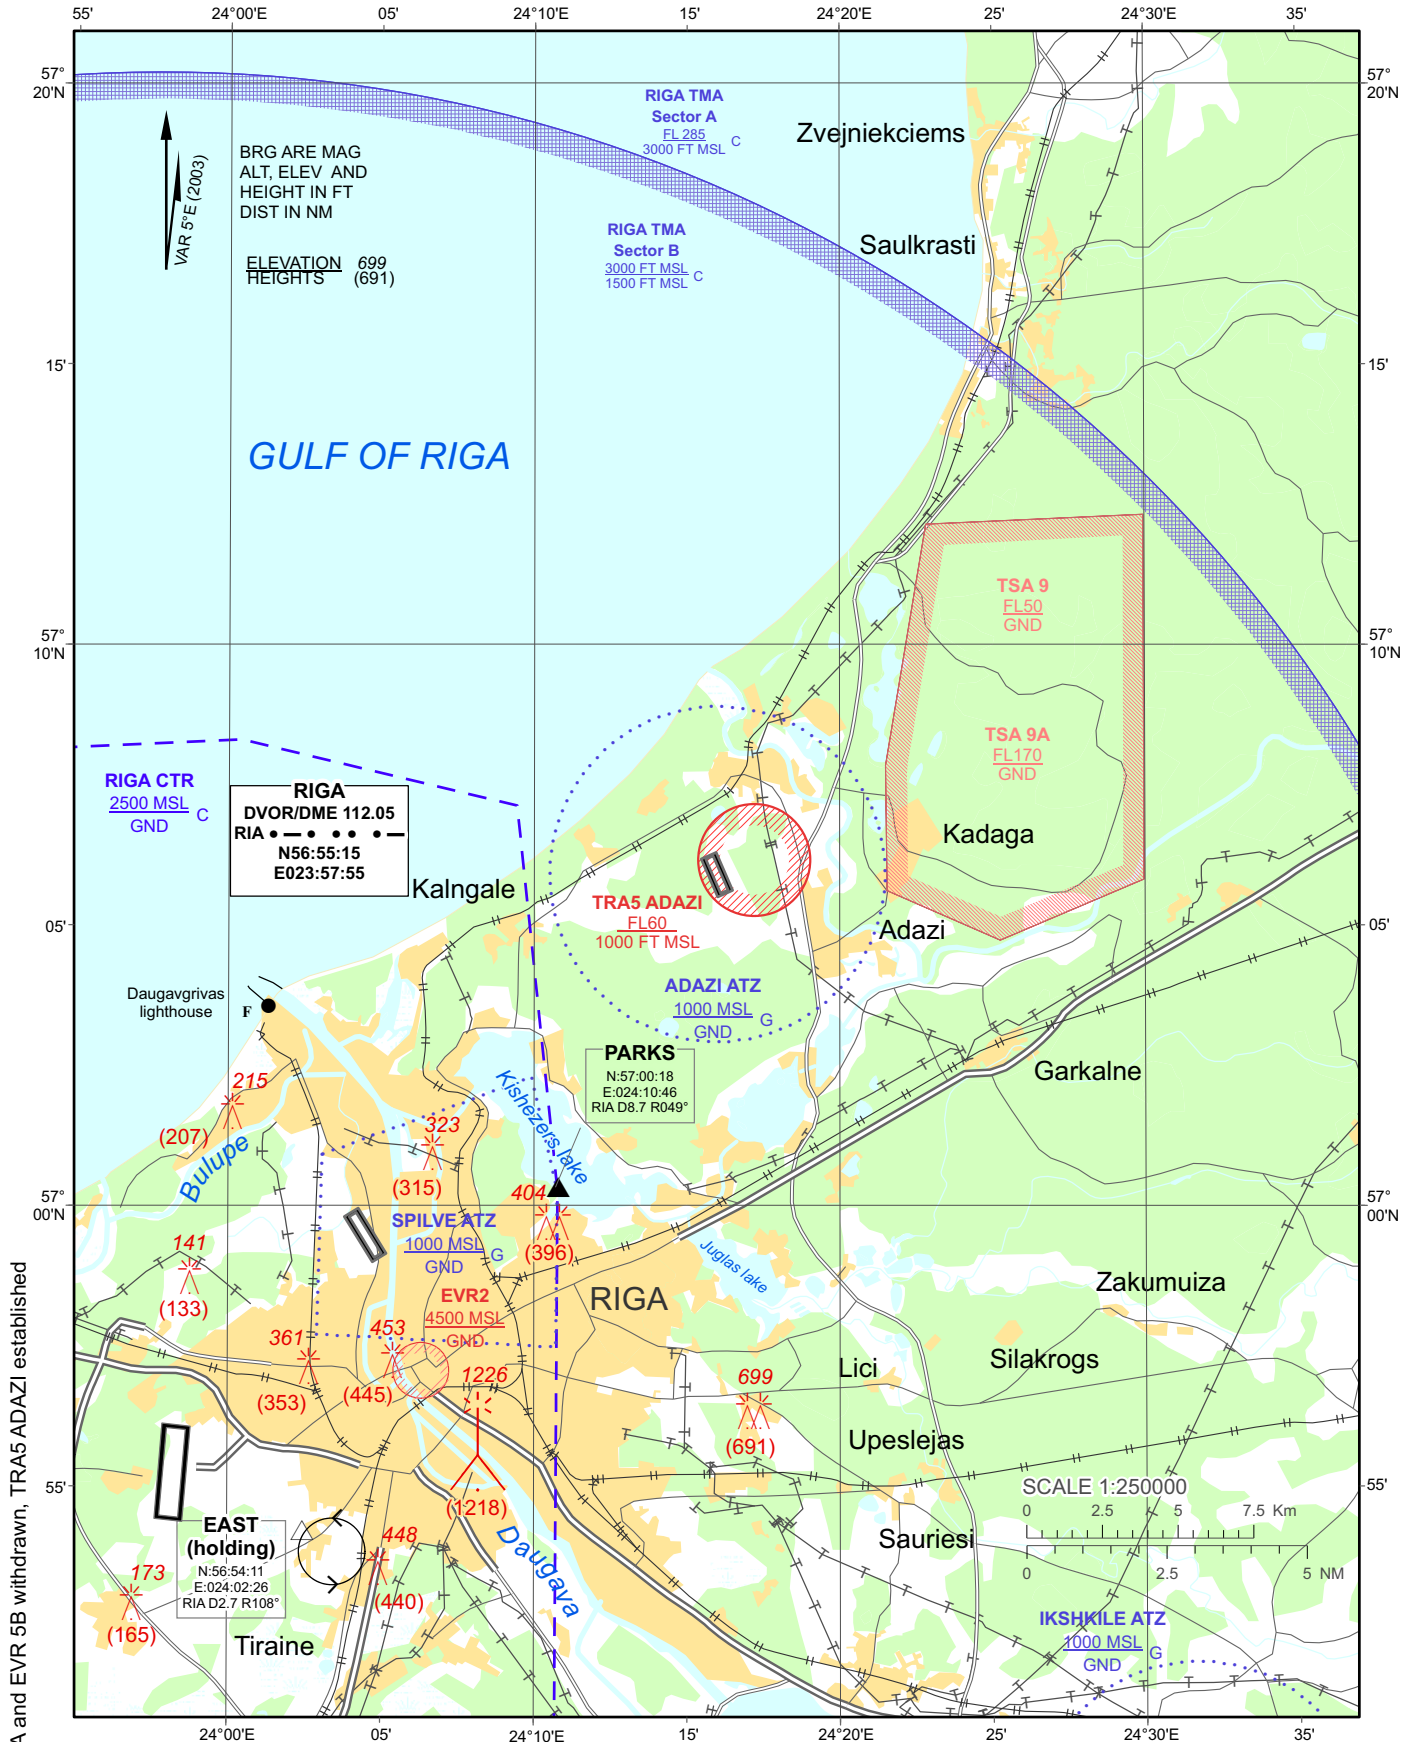 55'
24°00'E
05'
24°10'E
15'
24°20'E
25'
24°30'E
35'
57°
20'N
57°
20'N
RIGA TMA
Sector A
FL 285
3000 FT MSL C
Zvejniekciems
VAR 5°E (2003)
BRG ARE MAG
ALT, ELEV AND
HEIGHT IN FT
DIST IN NM
ELEVATION 699
HEIGHTS (691)
RIGA TMA
Sector B
3000 FT MSL
1500 FT MSL C
Saulkrasti
15'
15'
GULF OF RIGA
TSA 9
FL50
GND
57°
10'N
57°
10'N
TSA 9A
FL170
GND
RIGA CTR
2500 MSL
GND C
RIGA
DVOR/DME 112.05
RIA
N56:55:15
E023:57:55
Kalngale
Kadaga
TRA5 ADAZI
FL60
1000 FT MSL
Adazi
05'
05'
ADAZI ATZ
1000 MSL
GND G
Daugavgrivas
lighthouse
F
PARKS
N:57:00:18
E:024:10:46
RIA D8.7 R049°
Garkalne
Kishezers lake
215
(207)
Bulupe
323
(315)
404
(396)
57°
00'N
57°
00'N
SPILVE ATZ
1000 MSL
GND G
Juglas lake
141
(133)
Zakumuiza
EVR2
4500 MSL
GND
RIGA
361
(353)
453
(445)
1226
(1218)
699
(691)
Lici
Silakrogs
Upeslejas
55'
55'
SCALE 1:250000
0 2.5 5 7.5 Km
0 2.5 5 NM
Sauriesi
EAST
(holding)
N:56:54:11
E:024:02:26
RIA D2.7 R108°
448
(440)
Daugava
173
(165)
Tiraine
IKSHKILE ATZ
1000 MSL
GND G
24°00'E
05'
24°10'E
15'
24°20'E
25'
24°30'E
35'
A and EVR 5B withdrawn, TRA5 ADAZI established